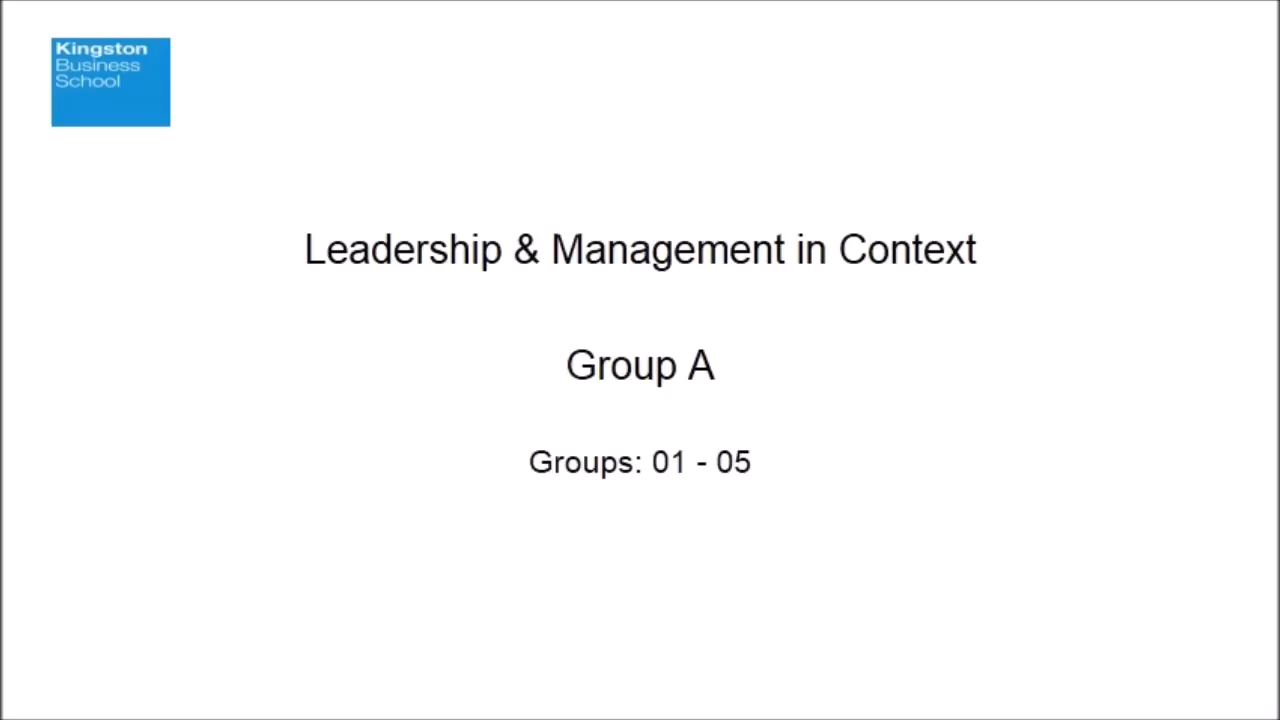 Kingston
Business
School
Leadership & Management in Context
Group A
Groups: 01 - 05